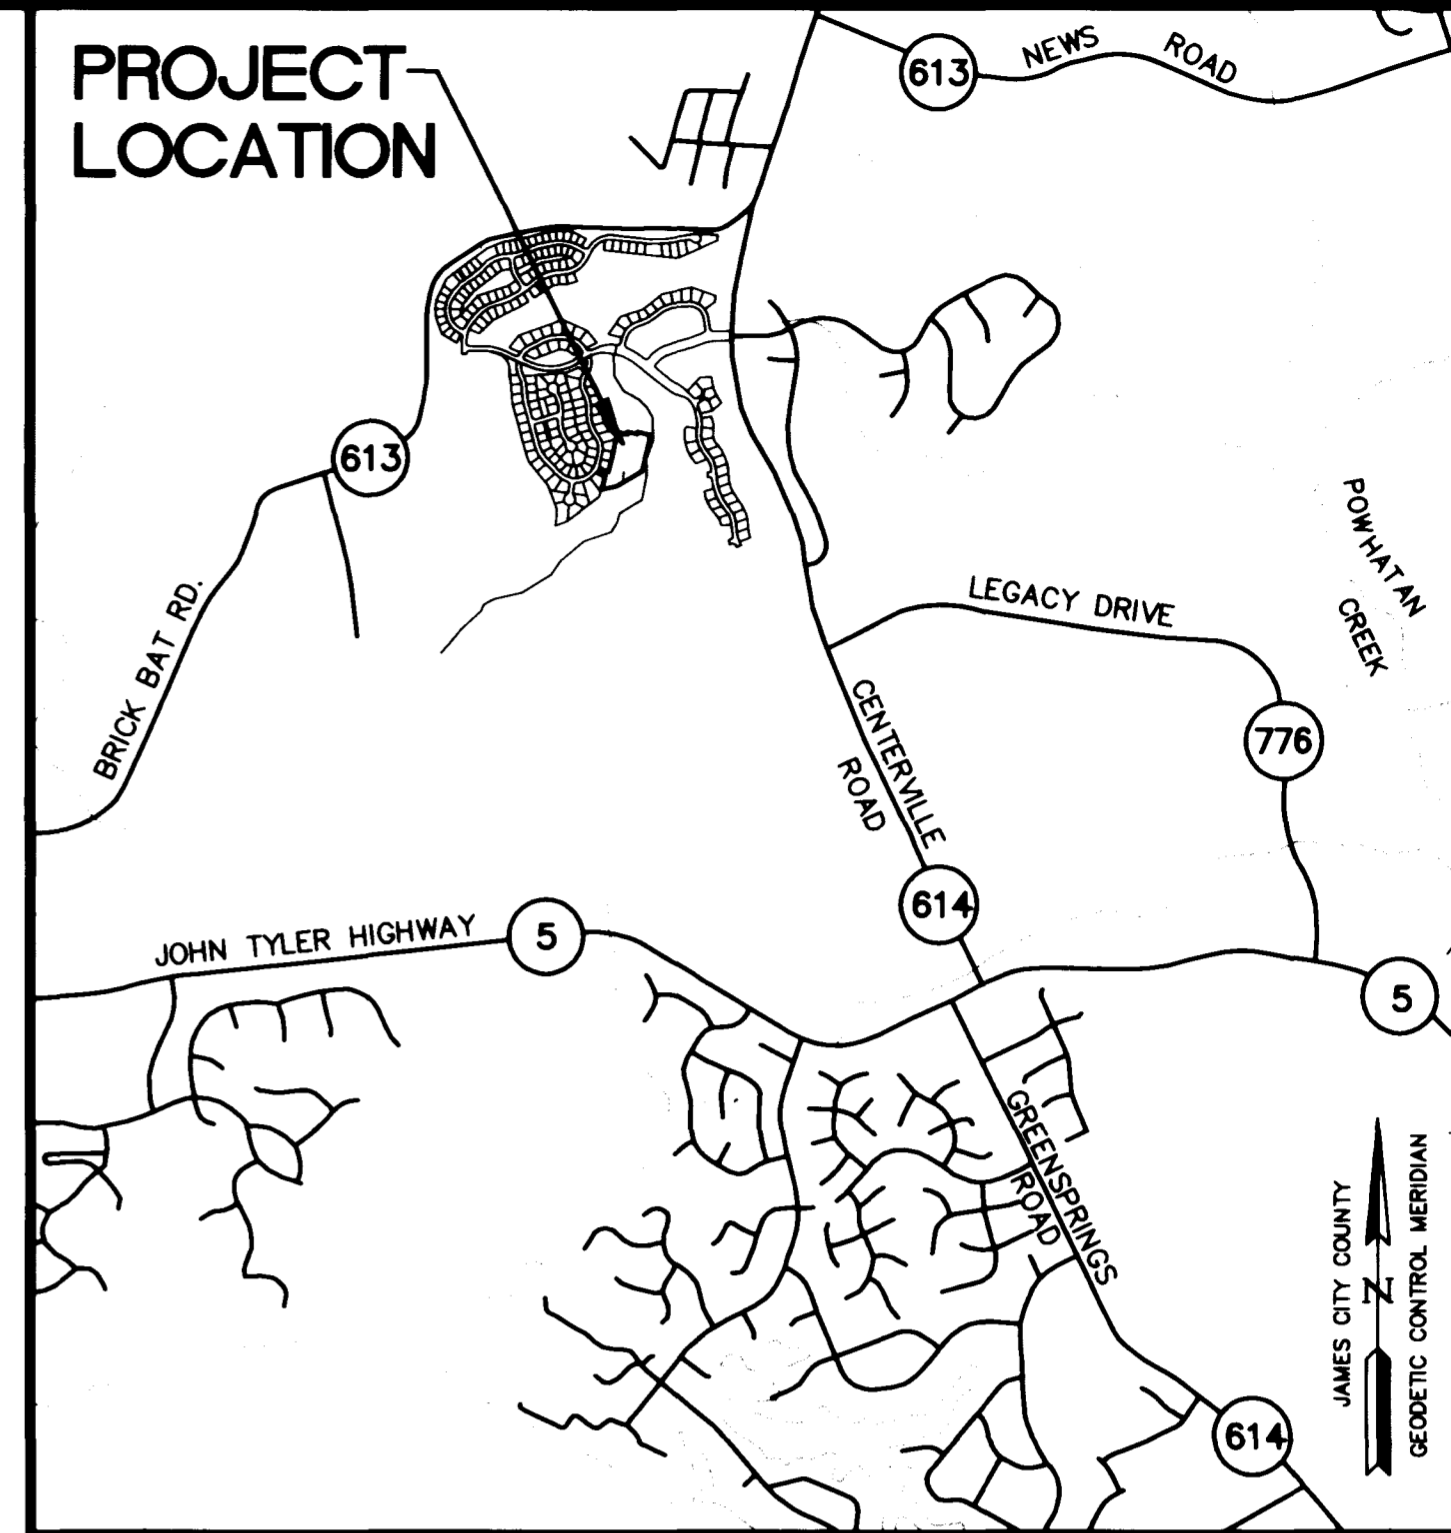 PROJECT
LOCATION
613
NEWS ROAD
613
BRICK BAT RD.
POWHATAN
CREEK
LEGACY DRIVE
776
CENTERVILLE
ROAD
614
JOHN TYLER HIGHWAY
5
5
GREENSPRINGS
ROAD
614
JAMES CITY COUNTY
N
GEODETIC CONTROL MERIDIAN